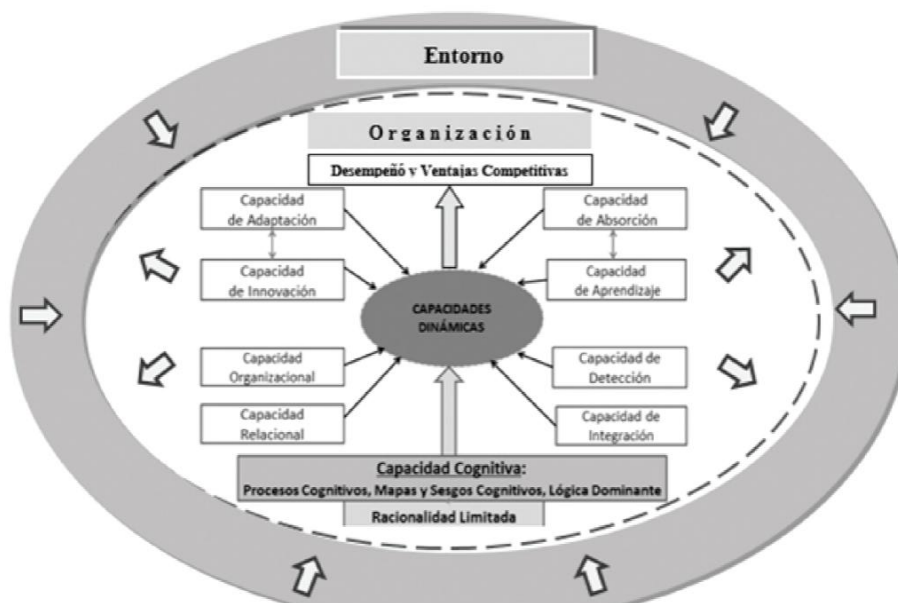 Entorno
Organización
Desempeñó y Ventajas Competitivas
Capacidad
de Adaptación
Capacidad
de Absorción
Capacidad
de Innovación
Capacidad
de Aprendizaje
CAPACIDADES
DINÁMICAS
Capacidad
Organizacional
Capacidad de
Detección
Capacidad
Relacional
Capacidad de
Integración
Capacidad Cognitiva:
Procesos Cognitivos, Mapas y Sesgos Cognitivos, Lógica Dominante
Racionalidad Limitada